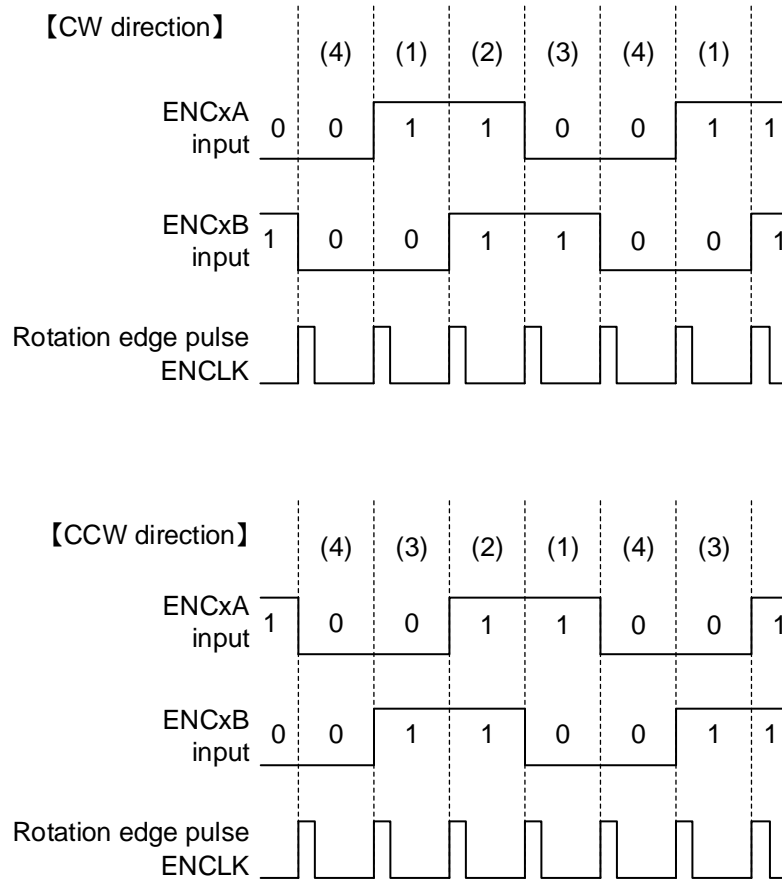 【CW direction】
(4) (1) (2) (3) (4) (1)
ENCxA
input
0 0 1 1 0 0 1 1
ENCxB
input
1 0 0 1 1 0 0 1
Rotation edge pulse
ENCLK
【CCW direction】
(4) (3) (2) (1) (4) (3)
ENCxA
input
1 0 0 1 1 0 0 1
ENCxB
input
0 0 1 1 0 0 1 1
Rotation edge pulse
ENCLK